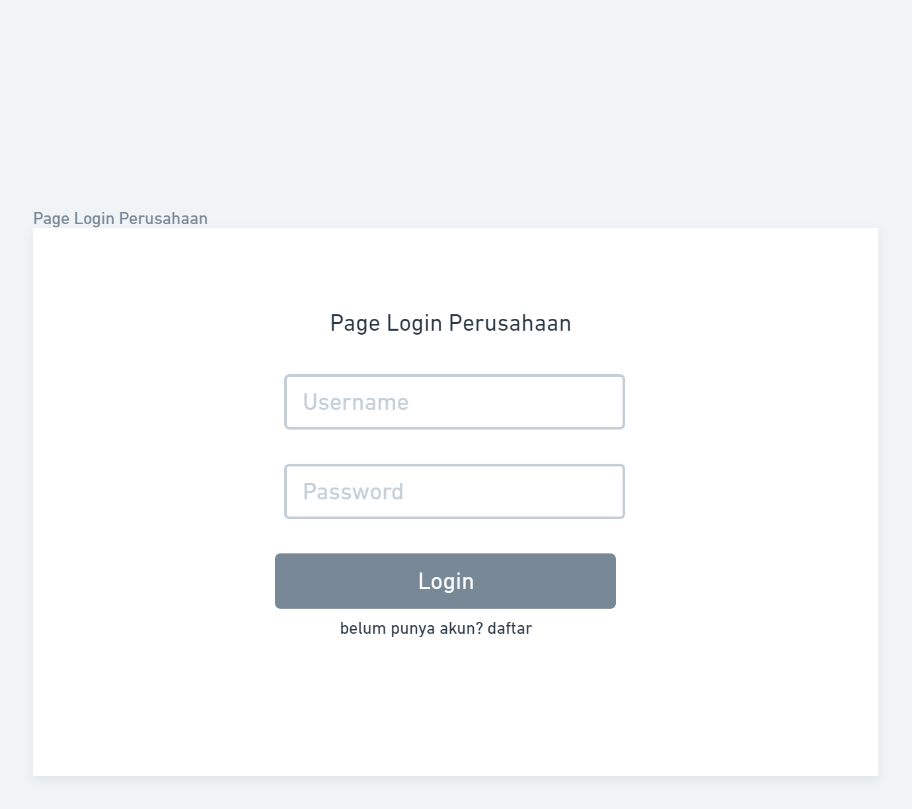 Page Login Perusahaan
Page Login Perusahaan
Username
Password
Login
belum punya akun? daftar